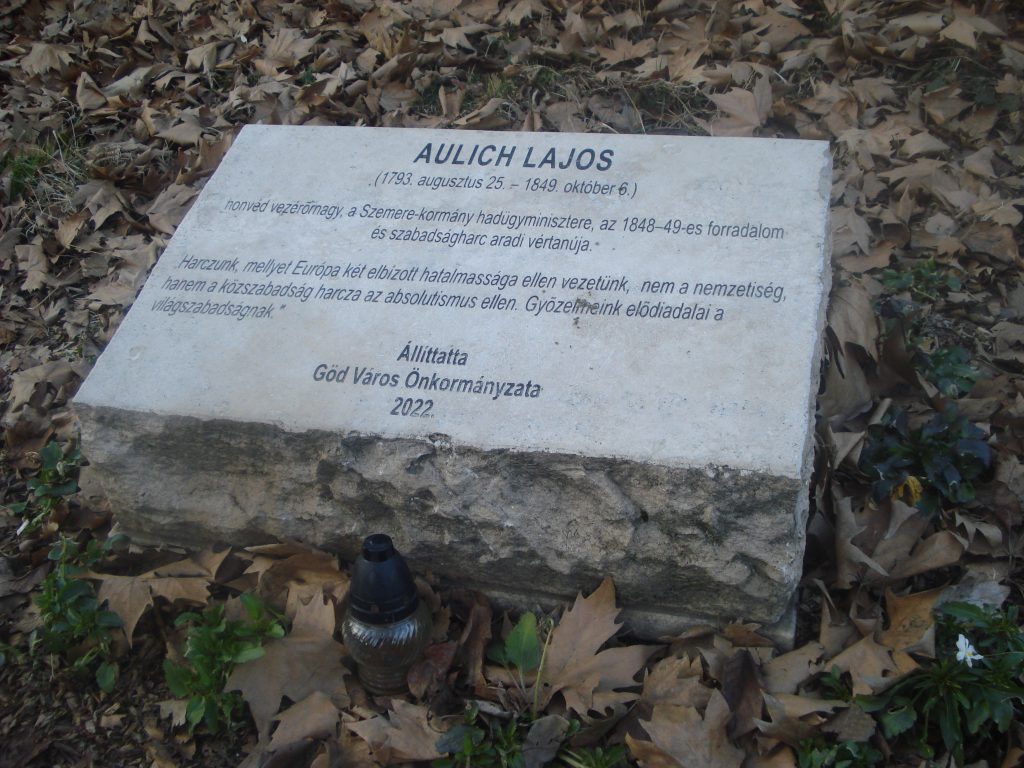 AULICH LAJOS
(1793. augusztus 25. – 1849. október 6.)
honvéd vezérőrnagy, a Szemere-kormány hadügyminisztere, az 1848–49-es forradalom
és szabadságharc aradi vértanúja.
„Harczunk, mellyet Európa két elbízott hatalmassága ellen vezetünk, nem a nemzetiség,
hanem a közszabadság harcza az absolutismus ellen. Győzelmeink elődiadalai a
világszabadságnak.”
Állíttatta
Göd Város Önkormányzata
2022.